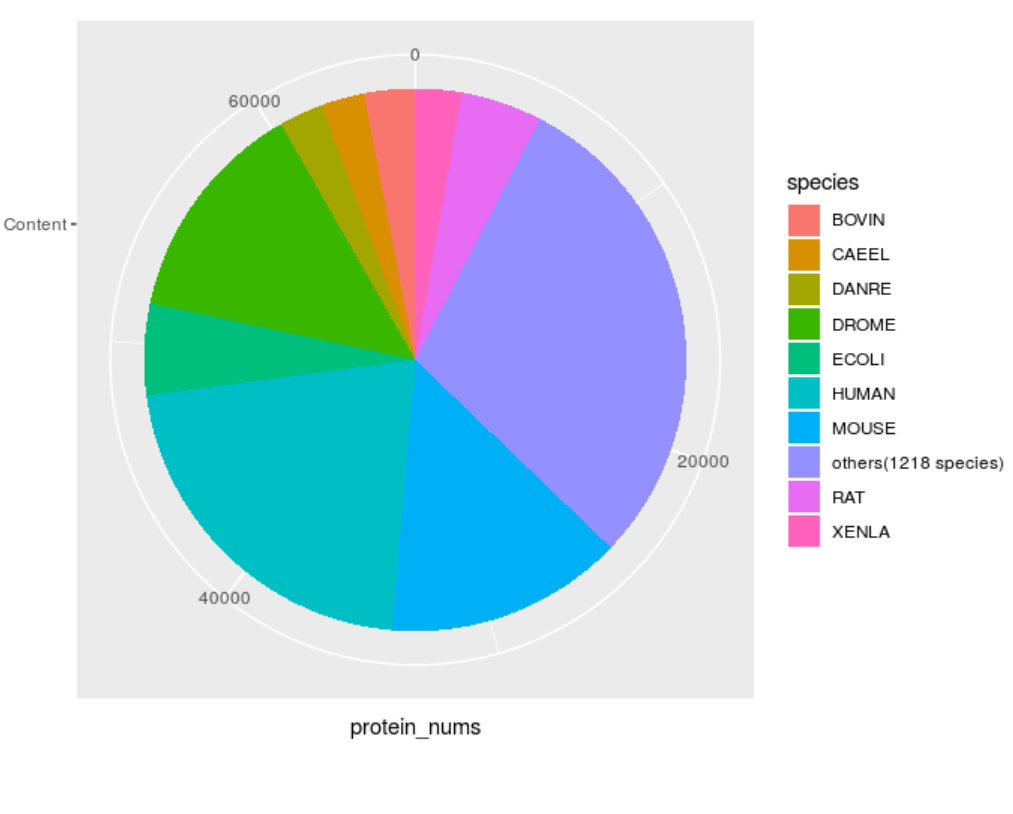 0
60000
Content
20000
40000
protein_nums
species
BOVIN
CAEEL
DANRE
DROME
ECOLI
HUMAN
MOUSE
others(1218 species)
RAT
XENLA